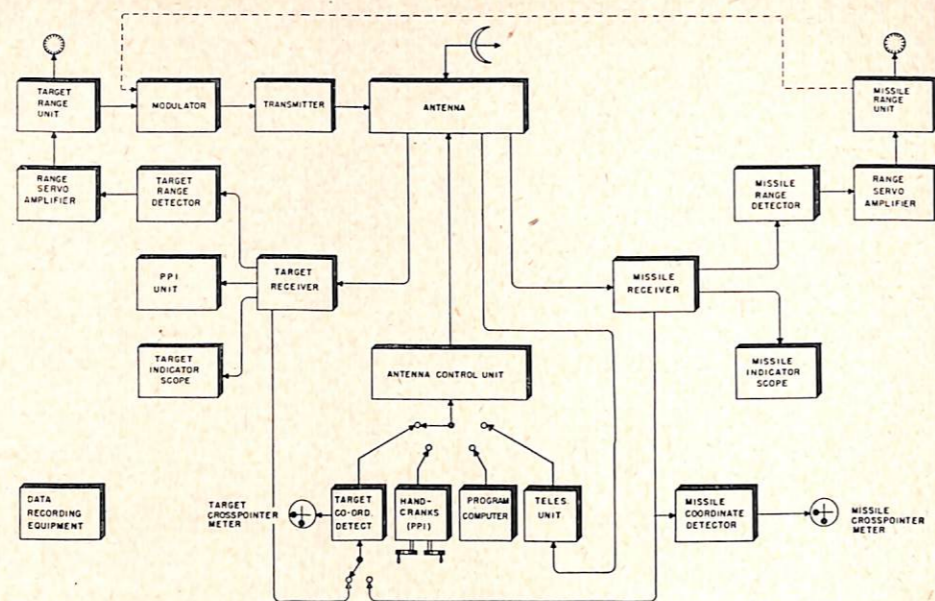 TARGET
RANGE
UNIT
MODULATOR
TRANSMITTER
ANTENNA
MISSILE
RANGE
UNIT
RANGE
SERVO
AMPLIFIER
TARGET
RANGE
DETECTOR
MISSILE
RANGE
DETECTOR
RANGE
SERVO
AMPLIFIER
PPI
UNIT
TARGET
RECEIVER
MISSILE
RECEIVER
TARGET
INDICATOR
SCOPE
ANTENNA CONTROL UNIT
MISSILE
INDICATOR
SCOPE
DATA
RECORDING
EQUIPMENT
TARGET
CROSSPOINTER
METER
TARGET
CO-ORD.
DETECT
HAND-
CRANKS
(PPI)
PROGRAM
COMPUTER
TELES.
UNIT
MISSILE
COORDINATE
DETECTOR
MISSILE
CROSSPOINTER
METER